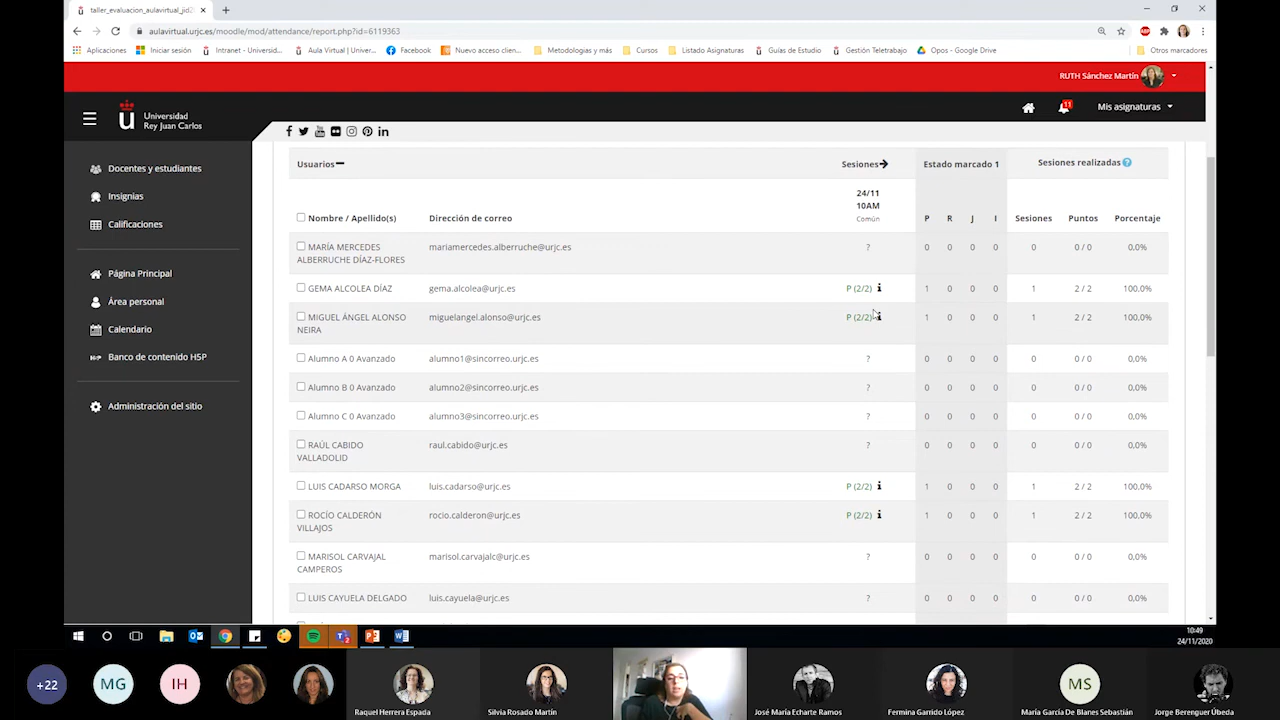 taller_evaluacion_aulavirtual_jid2
aulavirtual.urjc.es/moodle/mod/attendance/report.php?id=6119363
Aplicaciones Iniciar sesión Intranet - Universid... Aula Virtual | Univer... Facebook Nuevo acceso clien... Metodologías y más Cursos Listado Asignaturas Guías de Estudio Gestión Teletrabajo Opos - Google Drive Otros marcadores
RUTH Sánchez Martín
Universidad
Rey Juan Carlos
11
Mis asignaturas
Docentes y estudiantes
Insignias
Calificaciones
Página Principal
Área personal
Calendario
Banco de contenido H5P
Administración del sitio
Usuarios Sesiones Estado marcado 1 Sesiones realizadas
24/11
10AM
Común
Nombre / Apellido(s) Dirección de correo P R J I Sesiones Puntos Porcentaje
MARÍA MERCEDES mariamercedes.alberruche@urjc.es ? 0 0 0 0 0 0 / 0 0,0%
ALBERRUCHE DÍAZ-FLORES
GEMA ALCOLEA DÍAZ gema.alcolea@urjc.es P (2/2) 1 0 0 0 1 2 / 2 100,0%
MIGUEL ÁNGEL ALONSO miguelangel.alonso@urjc.es P (2/2) 1 0 0 0 1 2 / 2 100,0%
NEIRA
Alumno A 0 Avanzado alumno1@sincorreo.urjc.es ? 0 0 0 0 0 0 / 0 0,0%
Alumno B 0 Avanzado alumno2@sincorreo.urjc.es ? 0 0 0 0 0 0 / 0 0,0%
Alumno C 0 Avanzado alumno3@sincorreo.urjc.es ? 0 0 0 0 0 0 / 0 0,0%
RAÚL CABIDO raul.cabido@urjc.es ? 0 0 0 0 0 0 / 0 0,0%
VALLADOLID
LUIS CADARSO MORGA luis.cadarso@urjc.es P (2/2) 1 0 0 0 1 2 / 2 100,0%
ROCÍO CALDERÓN rocio.calderon@urjc.es P (2/2) 1 0 0 0 1 2 / 2 100,0%
VILLAJOS
MARISOL CARVAJAL marisol.carvajalc@urjc.es ? 0 0 0 0 0 0 / 0 0,0%
CAMPEROS
LUIS CAYUELA DELGADO luis.cayuela@urjc.es ? 0 0 0 0 0 0 / 0 0,0%
10:49
24/11/2020
+22 MG IH MS
Raquel Herrera Espada Silvia Rosado Martin José María Echarte Ramos Fermina Garrido López María García De Blanes Sebastián Jorge Berenguer Úbeda